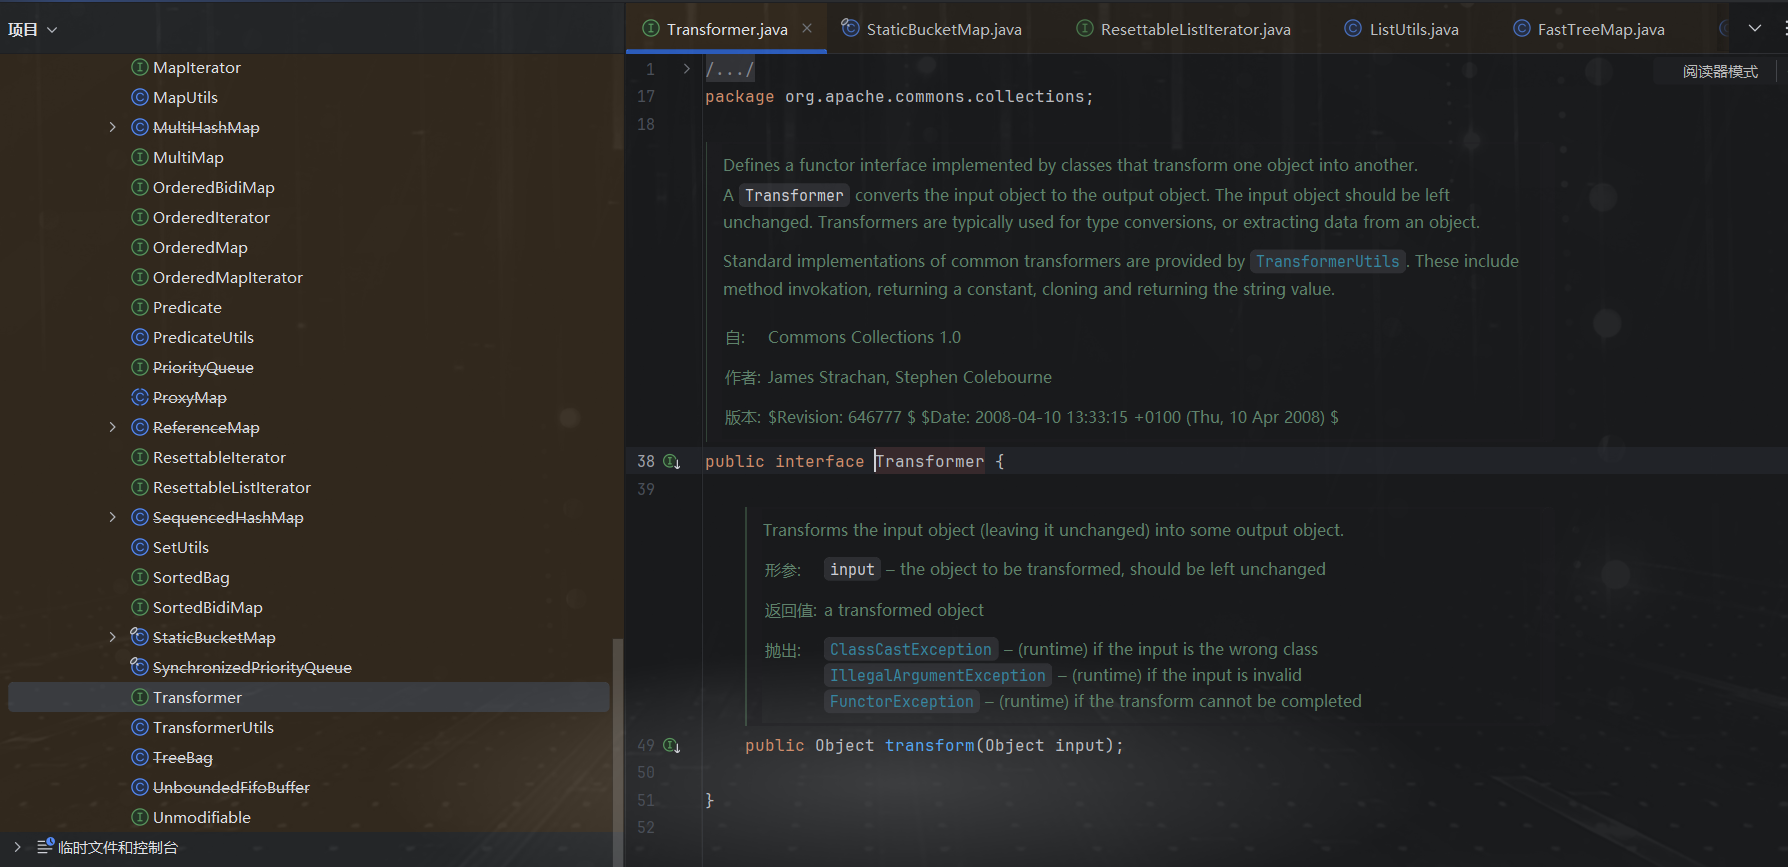 项目
MapIterator
MapUtils
MultiHashMap
MultiMap
OrderedBidiMap
OrderedIterator
OrderedMap
OrderedMapIterator
Predicate
PredicateUtils
PriorityQueue
ProxyMap
ReferenceMap
ResettableIterator
ResettableListIterator
SequencedHashMap
SetUtils
SortedBag
SortedBidiMap
StaticBucketMap
SynchronizedPriorityQueue
Transformer
TransformerUtils
TreeBag
UnboundedFifoBuffer
Unmodifiable
临时文件和控制台
Transformer.java StaticBucketMap.java ResettableListIterator.java ListUtils.java FastTreeMap.java
阅读器模式
1 /.../
17 package org.apache.commons.collections;
18
Defines a functor interface implemented by classes that transform one object into another.
A Transformer converts the input object to the output object. The input object should be left
unchanged. Transformers are typically used for type conversions, or extracting data from an object.
Standard implementations of common transformers are provided by TransformerUtils. These include
method invokation, returning a constant, cloning and returning the string value.
自: Commons Collections 1.0
作者: James Strachan, Stephen Colebourne
版本: $Revision: 646777 $ $Date: 2008-04-10 13:33:15 +0100 (Thu, 10 Apr 2008) $
38 public interface Transformer {
39
Transforms the input object (leaving it unchanged) into some output object.
形参: input – the object to be transformed, should be left unchanged
返回值: a transformed object
抛出: ClassCastException – (runtime) if the input is the wrong class
IllegalArgumentException – (runtime) if the input is invalid
FunctorException – (runtime) if the transform cannot be completed
49 public Object transform(Object input);
50
51 }
52